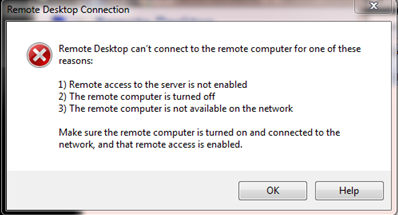 Remote Desktop Connection
Remote Desktop can't connect to the remote computer for one of these
reasons:
1) Remote access to the server is not enabled
2) The remote computer is turned off
3) The remote computer is not available on the network
Make sure the remote computer is turned on and connected to the
network, and that remote access is enabled.
OK
Help